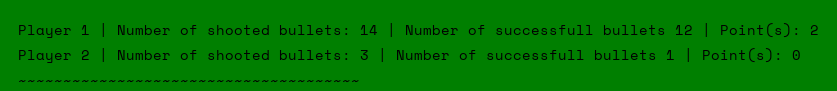 Player 1 | Number of shooted bullets: 14 | Number of successfull bullets 12 | Point(s): 2
Player 2 | Number of shooted bullets: 3 | Number of successfull bullets 1 | Point(s): 0
~~~~~~~~~~~~~~~~~~~~~~~~~~~~~~~~~~~~~~